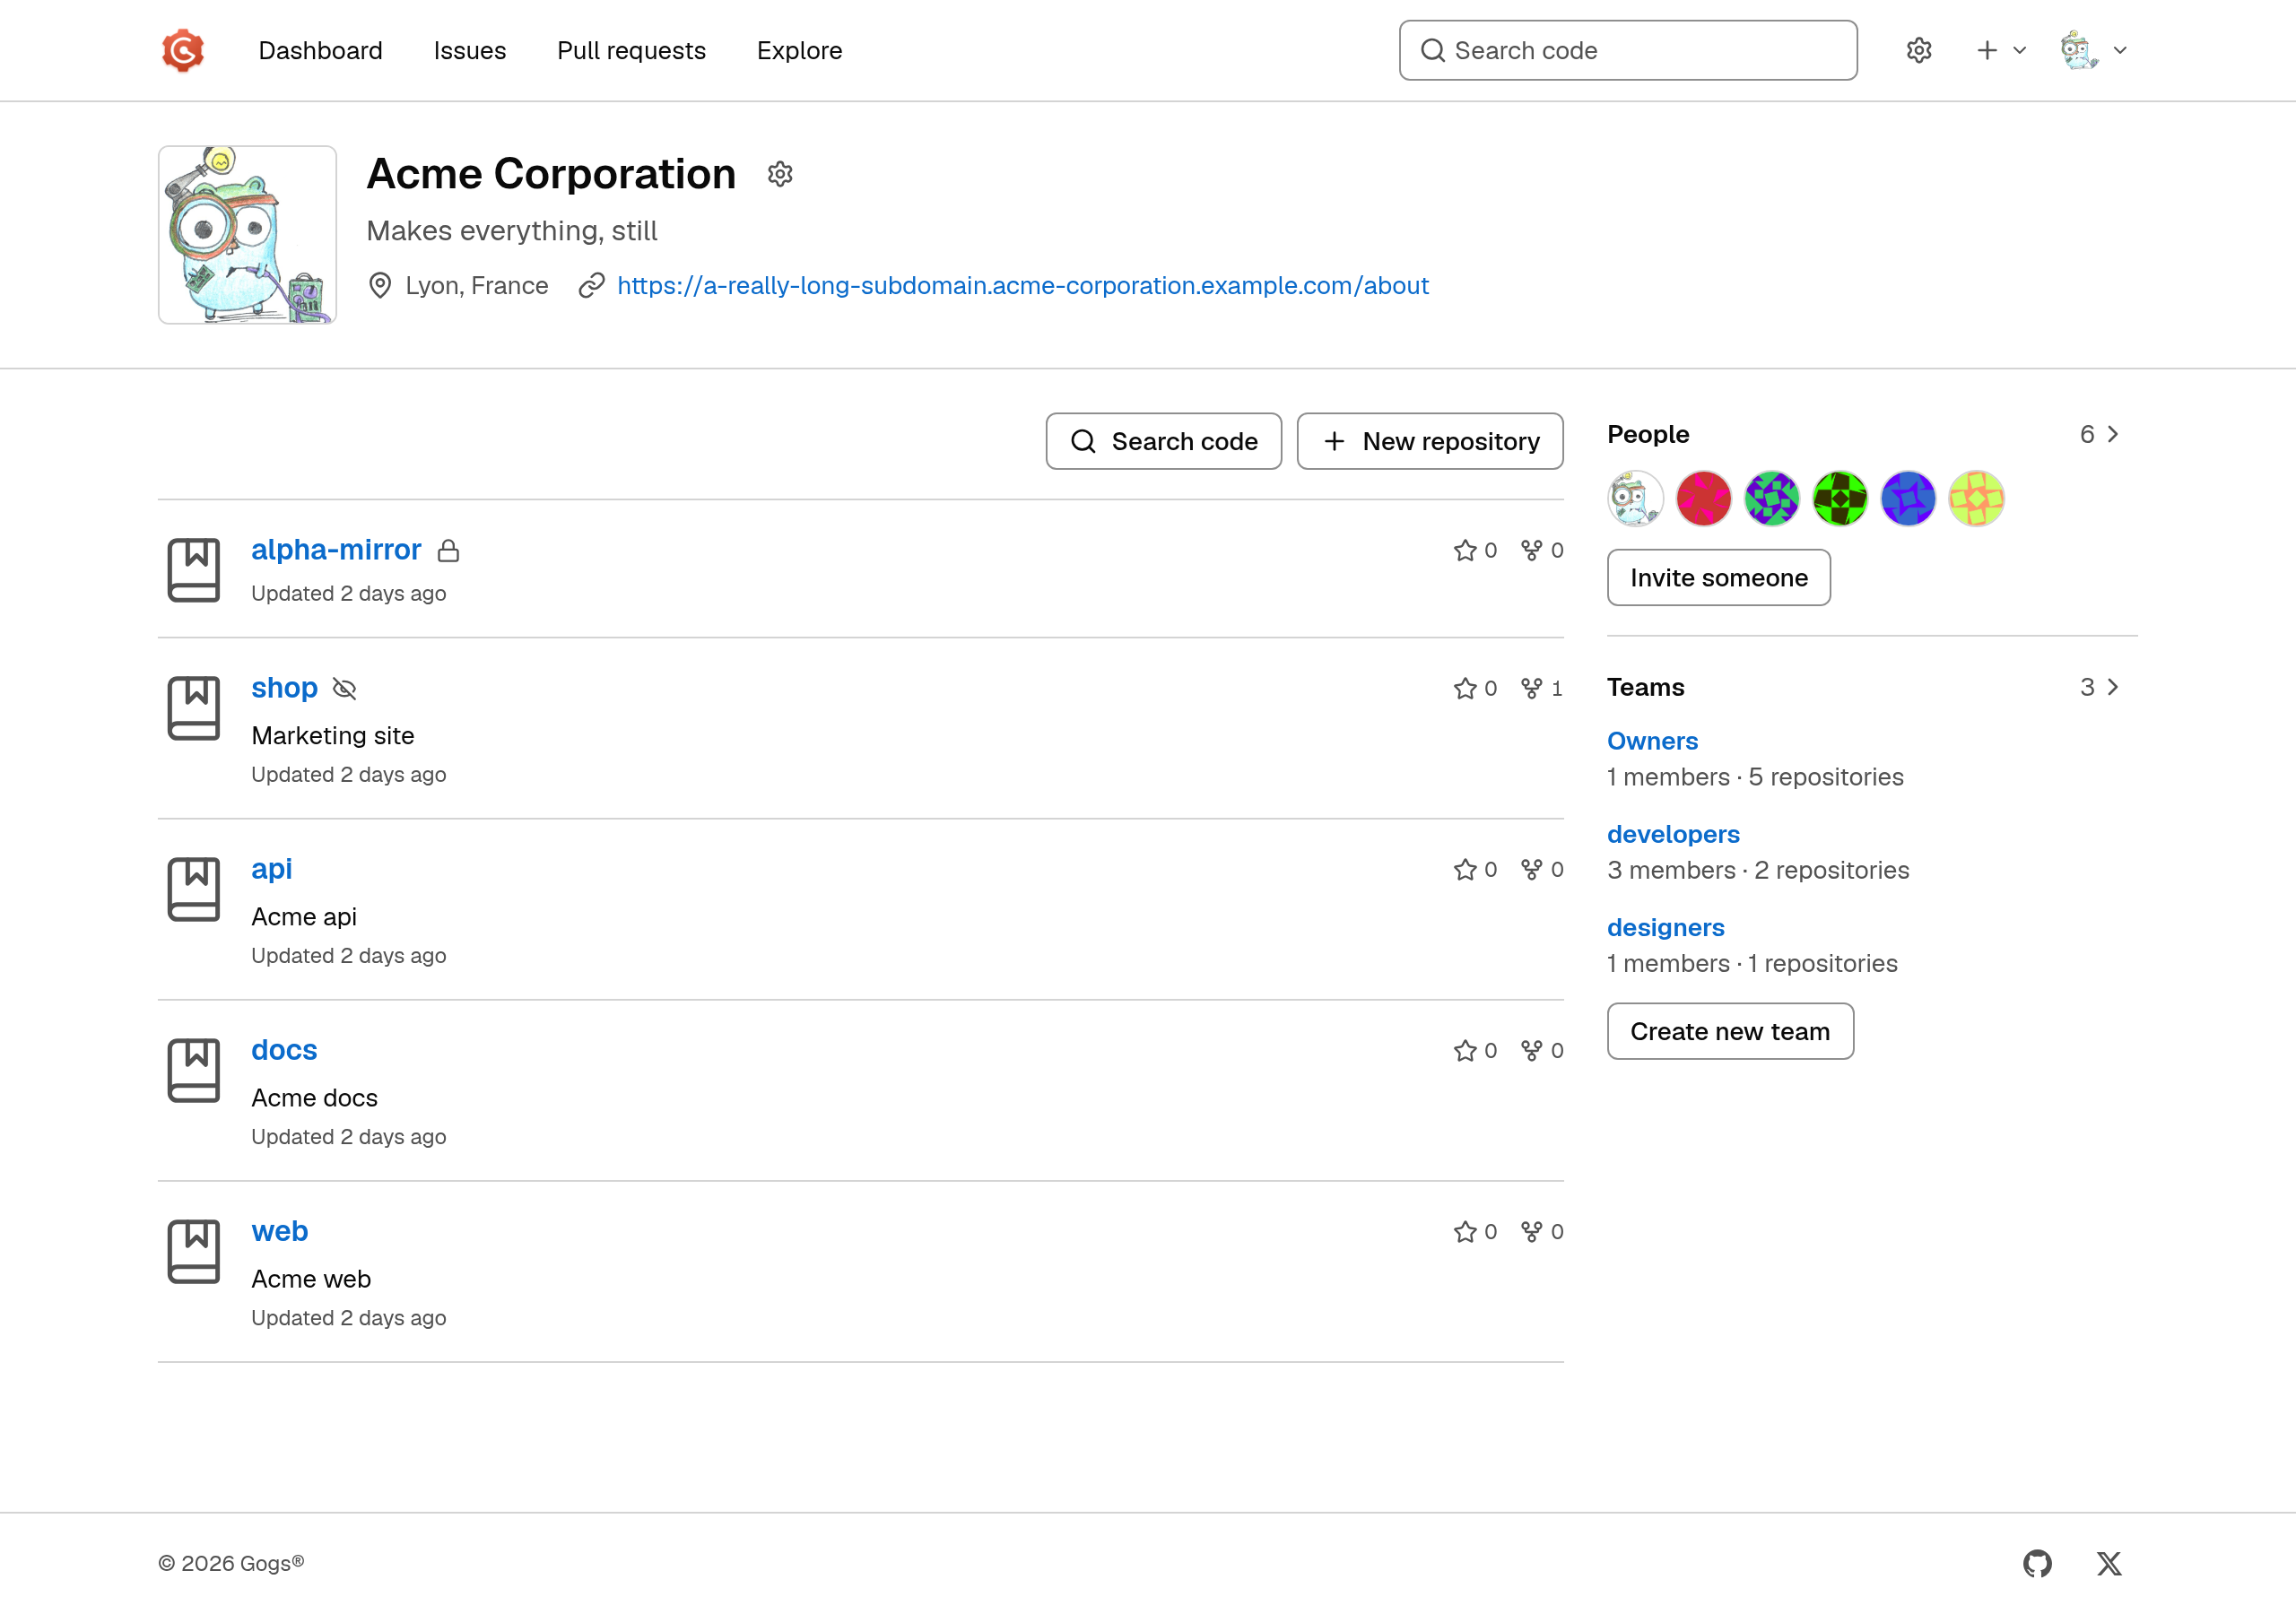 Dashboard Issues Pull requests Explore Search code
Acme Corporation
Makes everything, still
Lyon, France https://a-really-long-subdomain.acme-corporation.example.com/about
Search code New repository
alpha-mirror 0 0
Updated 2 days ago
shop 0 1
Marketing site
Updated 2 days ago
api 0 0
Acme api
Updated 2 days ago
docs 0 0
Acme docs
Updated 2 days ago
web 0 0
Acme web
Updated 2 days ago
People 6
Invite someone
Teams 3
Owners
1 members · 5 repositories
developers
3 members · 2 repositories
designers
1 members · 1 repositories
Create new team
© 2026 Gogs®